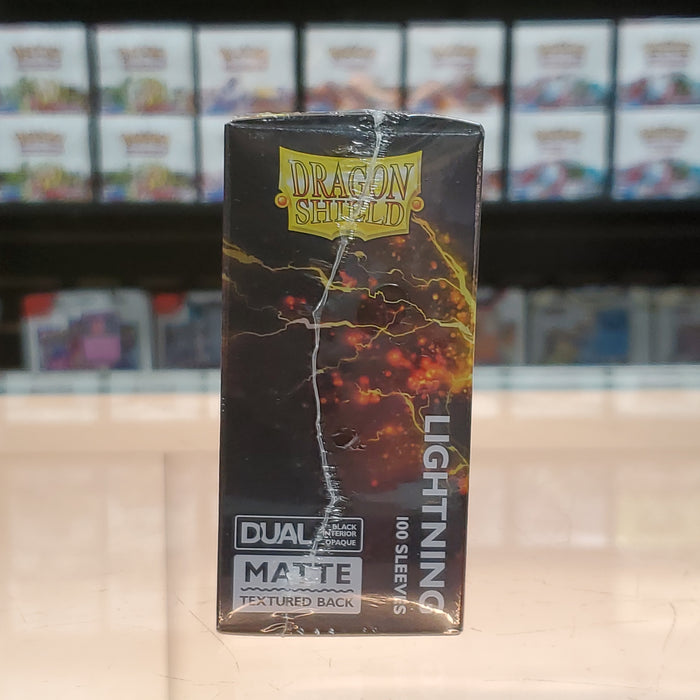 DRAGON
SHIELD
LIGHTNING
100 SLEEVES
DUAL
BLACK
INTERIOR
OPAQUE
MATTE
TEXTURED BACK